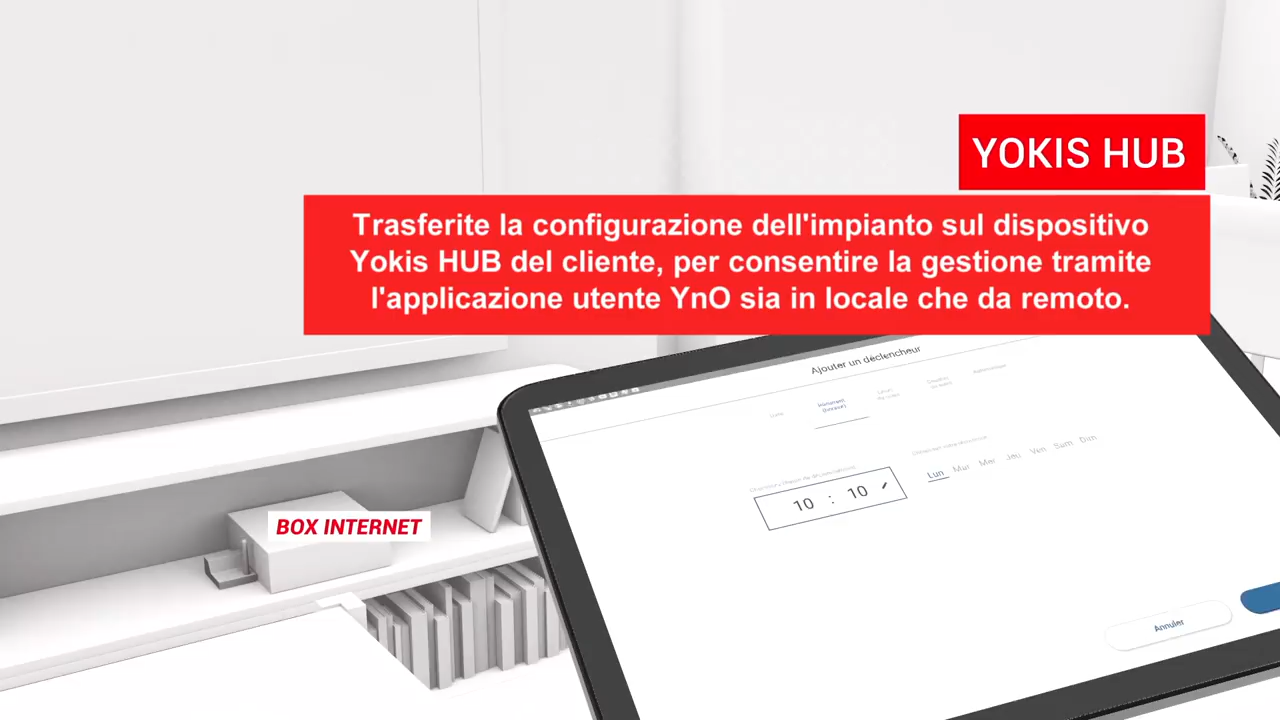 YOKIS HUB
Trasferite la configurazione dell'impianto sul dispositivo
Yokis HUB del cliente, per consentire la gestione tramite
l'applicazione utente YnO sia in locale che da remoto.
Ajouter un déclencheur
Lun Mar Mer Jeu Ven Sam Dim
10 : 10
BOX INTERNET
Annuler